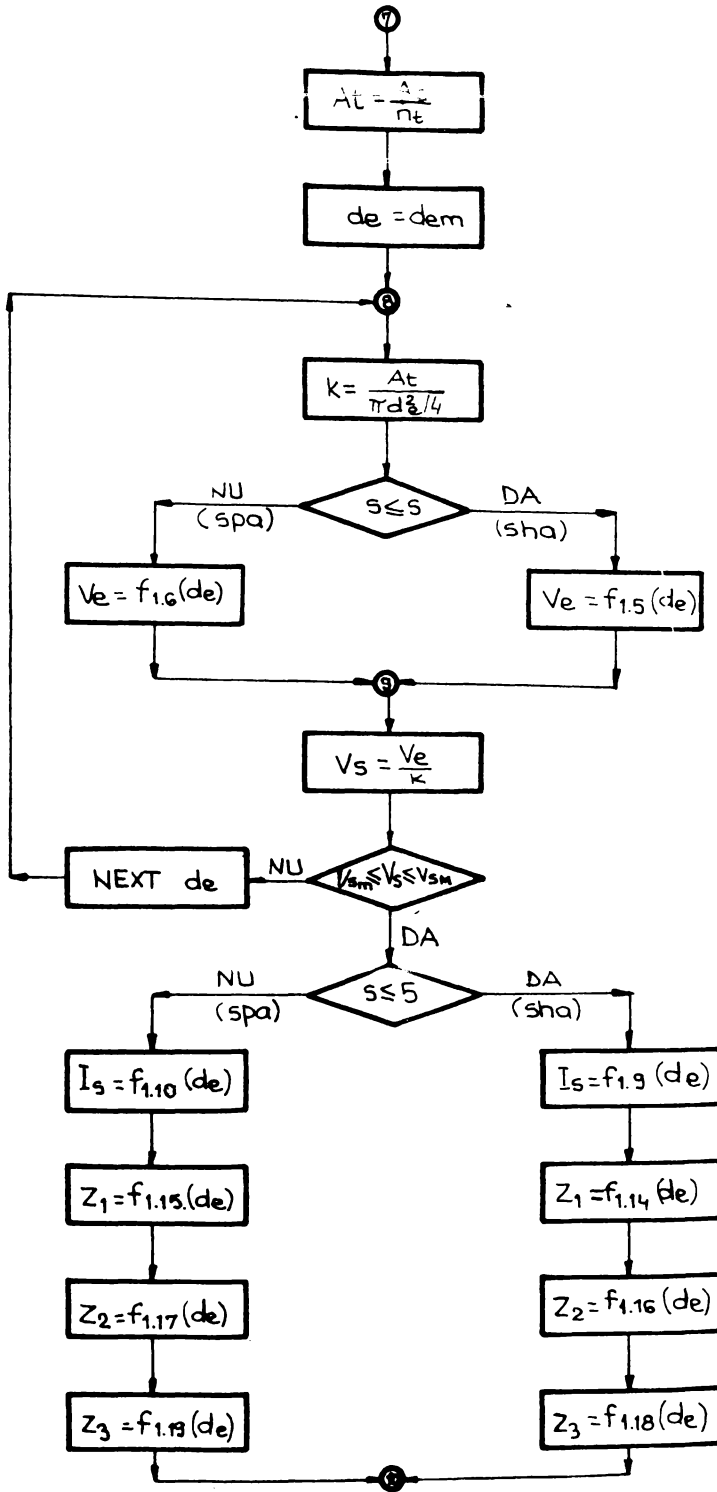 7
At =
nt
de = dem
8
K = At
πde²/4
NU
s ≤ s
DA
(spa)
(sha)
Ve = f1.6 (de)
Ve = f1.5 (de)
9
Vs = Ve
K
NEXT de
NU
Vsm ≤ Vs ≤ VsM
DA
NU
s ≤ 5
DA
(spa)
(sha)
Is = f1.10 (de)
Is = f1.9 (de)
Z1 = f1.15. (de)
Z1 = f1.14 (de)
Z2 = f1.17 (de)
Z2 = f1.16 (de)
Z3 = f1.19 (de)
Z3 = f1.18 (de)